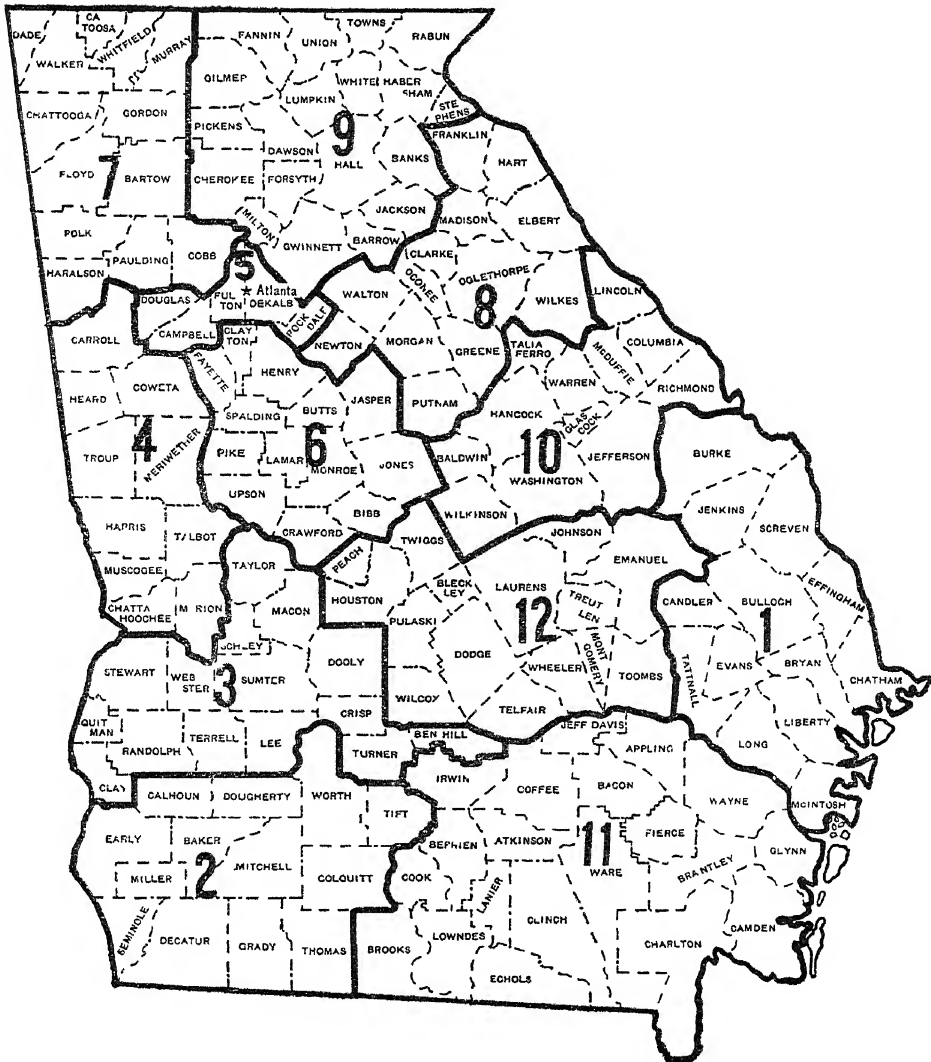 CA
TOOSA
DADE
WHITFIELD
MURRAY
WALKER
FANNIN
TOWNS
UNION
RABUN
GILMEP
WHITE
HABER
SHAM
LUMPKIN
STE
PHENS
CHATTOOGA
GORDON
PICKENS
9
DAWSON
HALL
BANKS
FRANKLIN
HART
7
FLOYD
BARTOW
CHEROKEE
FORSYTH
MILTON
JACKSON
MADISON
ELBERT
POLK
PAULDING
COBB
5
GWINNETT
BARROW
CLARKE
OGLETHORPE
HARALSON
Atlanta
DEKALB
DOUGLAS
FUL
TON
WALTON
OCONEE
8
WILKES
LINCOLN
CARROLL
CAMPBELL
CLAY
TON
POCK
DALE
NEWTON
MORGAN
GREENE
TALIA
FERRO
MCDUFFIE
COLUMBIA
HEARD
COWETA
FAYETTE
HENRY
WARREN
RICHMOND
SPALDING
BUTTS
JASPER
PUTNAM
HANCOCK
GLAS
COCK
TROUP
4
MERIWETHER
PIKE
LAMAR
6
MONROE
JONES
BALDWIN
10
WASHINGTON
JEFFERSON
BURKE
UPSON
BIBB
WILKINSON
JENKINS
SCREVEN
HARRIS
TALBOT
CRAWFORD
TWIGGS
JOHNSON
EMANUEL
MUSCOGEE
TAYLOR
PEACH
HOUSTON
BLECK
LEY
LAURENS
TREUT
LEN
CANDLER
BULLOCH
EFFINGHAM
CHATTA
HOOCHEE
M RION
MACON
PULASKI
12
1
SCHLEY
DODGE
WHEELER
MONT
GOMERY
TOOMBS
TATTNALL
EVANS
BRYAN
CHATHAM
STEWART
WEB
STER
3
SUMTER
DOOLY
WILCOX
TELFAIR
LIBERTY
CRISP
BEN HILL
JEFF DAVIS
LONG
QUIT
MAN
RANDOLPH
TERRELL
LEE
TURNER
APPLING
CLAY
CALHOUN
DOUGHERTY
WORTH
IRWIN
COFFEE
BACON
WAYNE
MCINTOSH
TIFT
EARLY
BAKER
MITCHELL
BERRIEN
ATKINSON
11
PIERCE
GLYNN
MILLER
2
COLQUITT
COOK
LANIER
WARE
BRANTLEY
CLINCH
SEMINOLE
DECATUR
GRADY
THOMAS
BROOKS
LOWNDES
CHARLTON
CAMDEN
ECHOLS